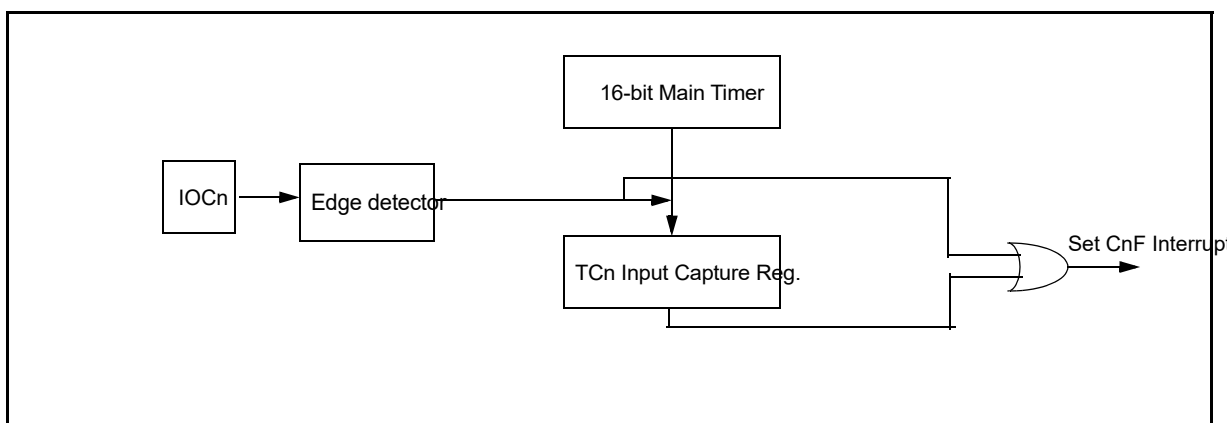 16-bit Main Timer
IOCn
Edge detector
TCn Input Capture Reg.
Set CnF Interrupt